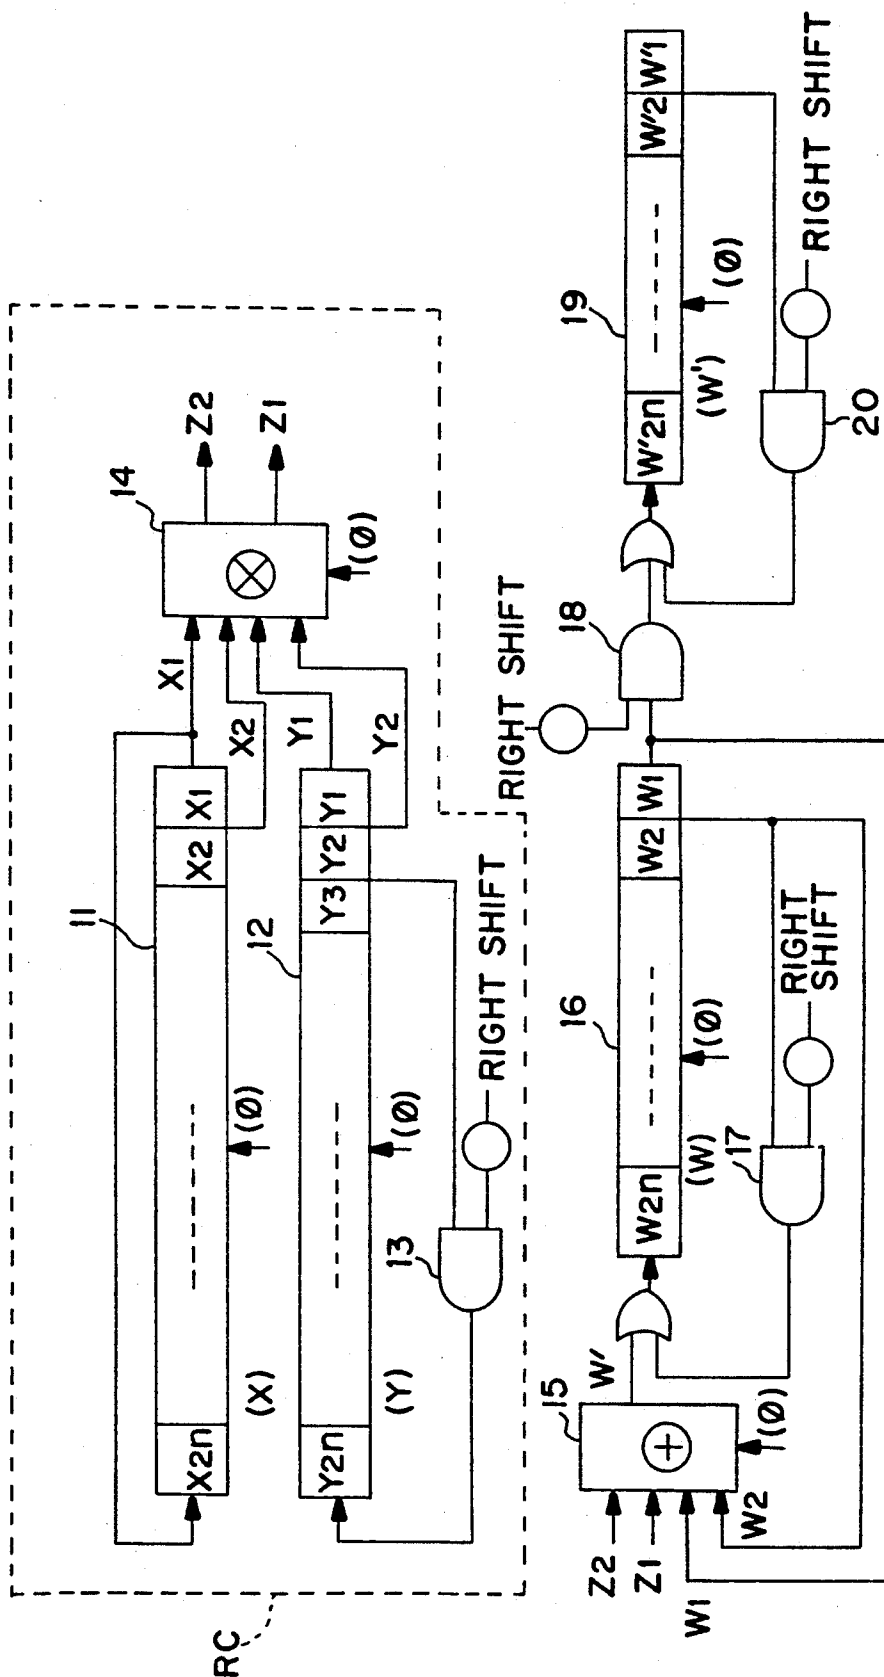 RC
11
X2n
X2
X1
(X)
(Ø)
X1
X2
14
(Ø)
Z2
Z1
12
Y2n
Y3
Y2
Y1
(Y)
(Ø)
Y1
Y2
13
RIGHT SHIFT
Z2
Z1
W1
W2
15
(Ø)
W'
16
W2n
W2
W1
(W)
(Ø)
17
RIGHT
SHIFT
RIGHT SHIFT
18
19
W'2n
W'2
W'1
(W')
(Ø)
20
RIGHT SHIFT